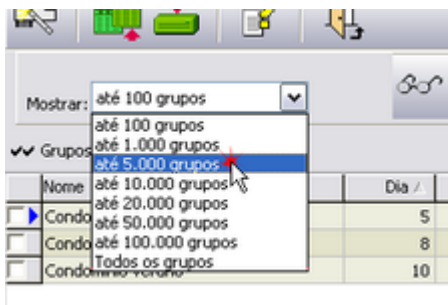 Mostrar: até 100 grupos
até 100 grupos
até 1.000 grupos
até 5.000 grupos
até 10.000 grupos
até 20.000 grupos
até 50.000 grupos
até 100.000 grupos
Todos os grupos
Grupos
Nome Dia
Condo 5
Condo 8
10